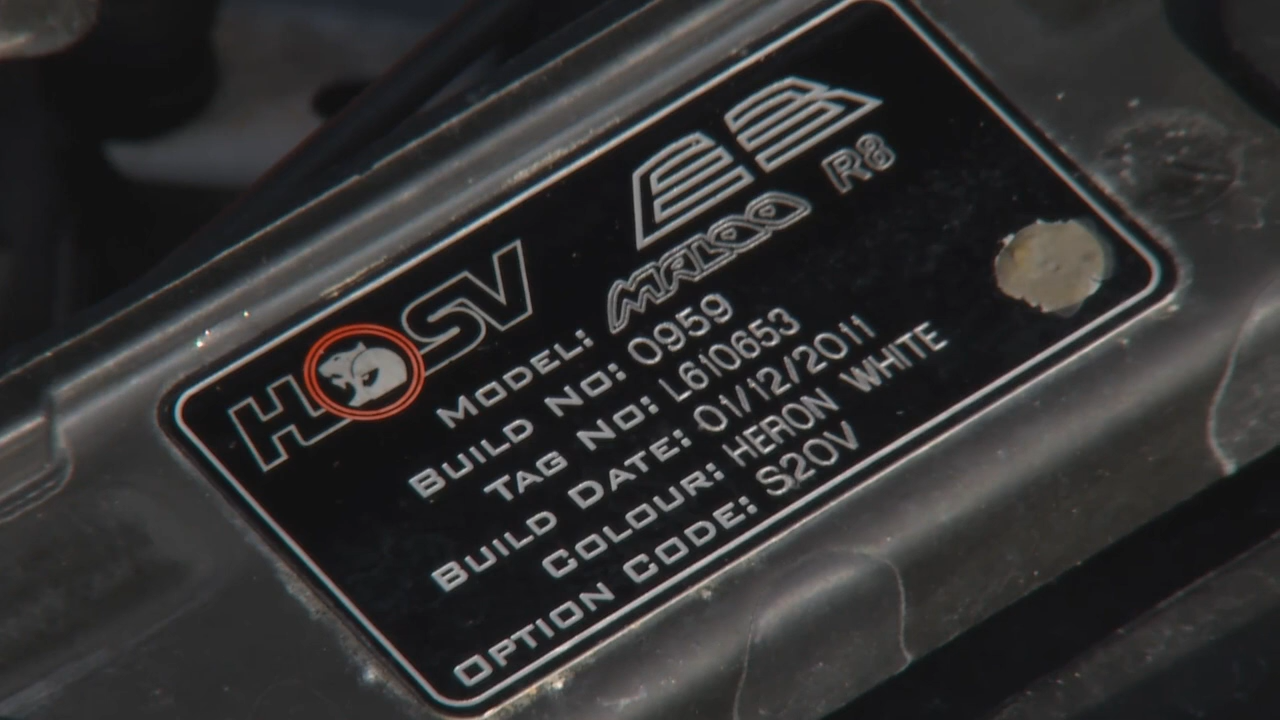 HSV
E3
MODEL: MALOO R8
BUILD NO: 0959
TAG NO: L610653
BUILD DATE: 01/12/2011
COLOUR: HERON WHITE
OPTION CODE: S20V